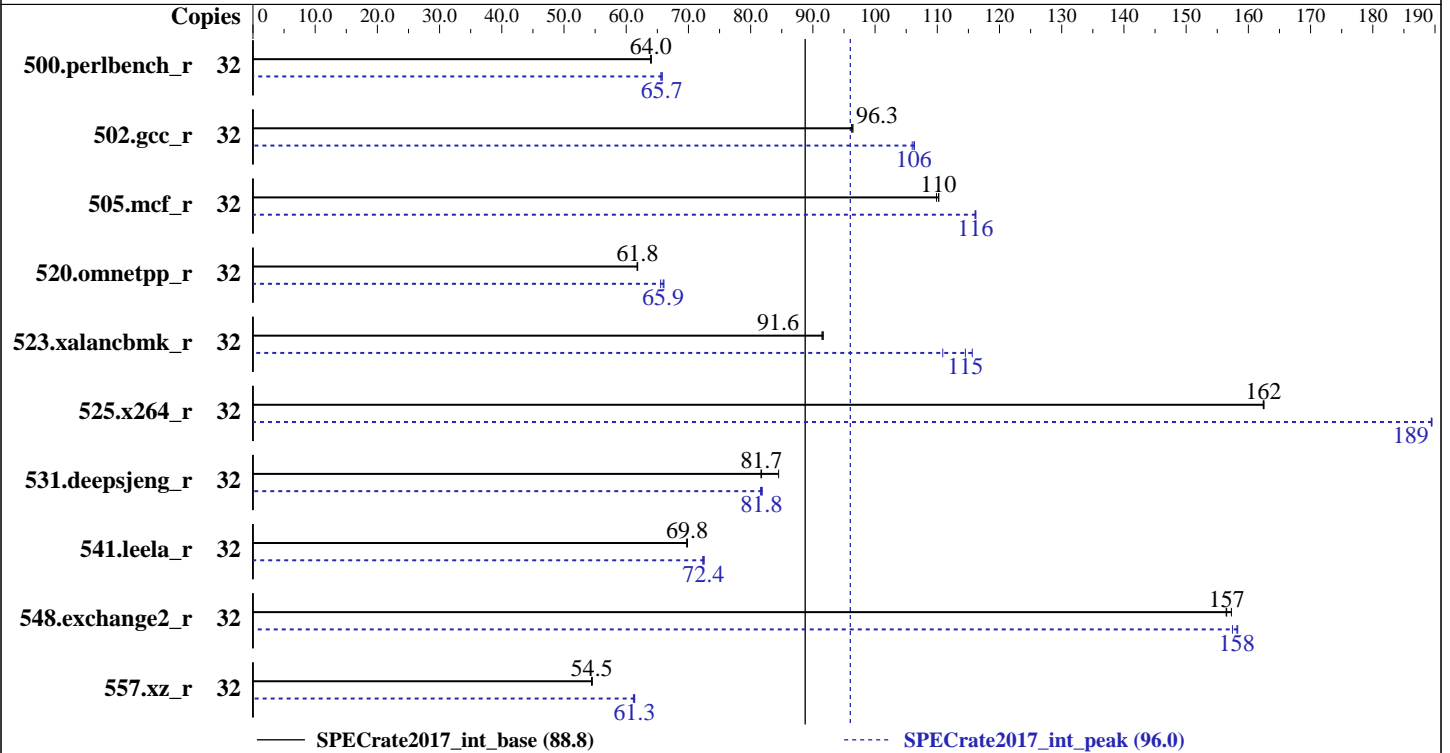 Copies 0 10.0 20.0 30.0 40.0 50.0 60.0 70.0 80.0 90.0 100 110 120 130 140 150 160 170 180 190
64.0
500.perlbench_r 32
65.7
96.3
502.gcc_r 32
106
110
505.mcf_r 32
116
61.8
520.omnetpp_r 32
65.9
91.6
523.xalancbmk_r 32
115
162
525.x264_r 32
189
81.7
531.deepsjeng_r 32
81.8
69.8
541.leela_r 32
72.4
157
548.exchange2_r 32
158
54.5
557.xz_r 32
61.3
SPECrate2017_int_base (88.8) SPECrate2017_int_peak (96.0)